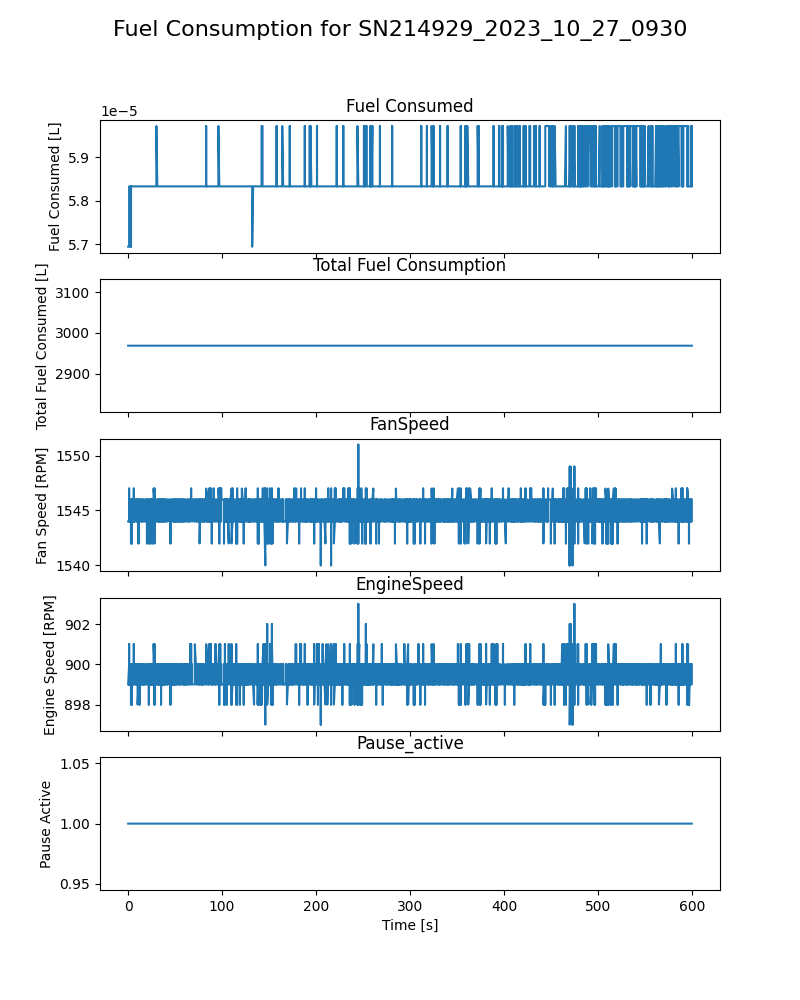 Fuel Consumption for SN214929_2023_10_27_0930
Fuel Consumed
1e−5
Fuel Consumed [L]
5.9
5.8
5.7
Total Fuel Consumption
Total Fuel Consumed [L]
3100
3000
2900
FanSpeed
Fan Speed [RPM]
1550
1545
1540
EngineSpeed
Engine Speed [RPM]
902
900
898
Pause_active
Pause Active
1.05
1.00
0.95
0 100 200 300 400 500 600
Time [s]